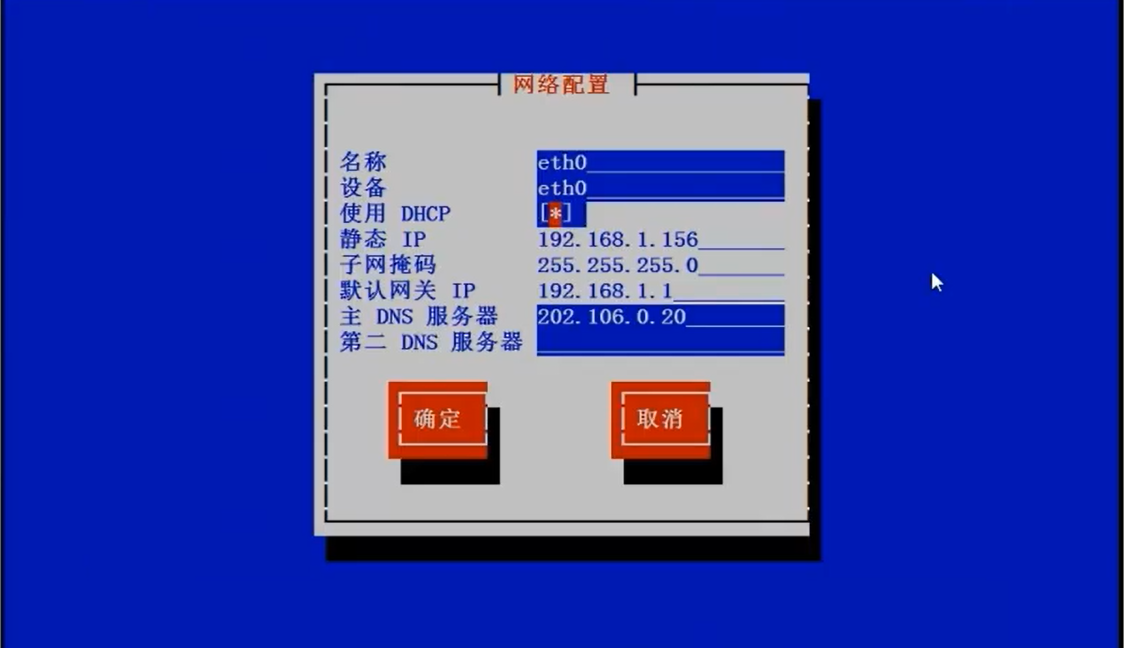 网络配置
名称 eth0
设备 eth0
使用 DHCP [*]
静态 IP 192.168.1.156
子网掩码 255.255.255.0
默认网关 IP 192.168.1.1
主 DNS 服务器 202.106.0.20
第二 DNS 服务器
确定 取消